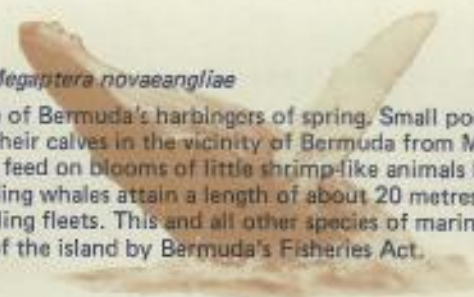 Megaptera novaeangliae
of Bermuda's harbingers of spring. Small po
heir calves in the vicinity of Bermuda from M
feed on blooms of little shrimp-like animals
ing whales attain a length of about 20 metres
ling fleets. This and all other species of marin
of the island by Bermuda's Fisheries Act.